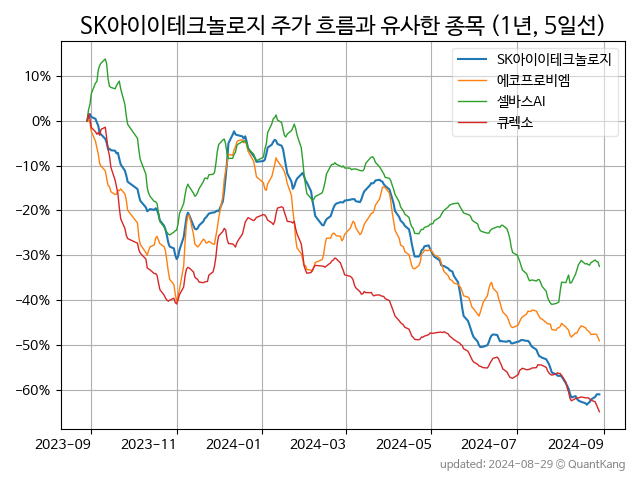 SK아이이테크놀로지 주가 흐름과 유사한 종목 (1년, 5일선)
SK아이이테크놀로지
에코프로비엠
셀바스AI
큐렉소
10%
0%
−10%
−20%
−30%
−40%
−50%
−60%
2023-09 2023-11 2024-01 2024-03 2024-05 2024-07 2024-09
updated: 2024-08-29 © QuantKang